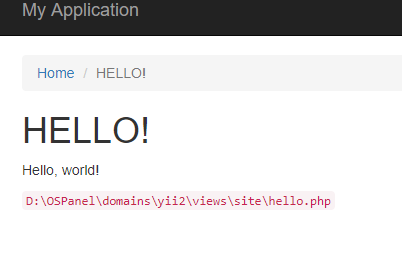 My Application
Home / HELLO!
HELLO!
Hello, world!
D:\OSPanel\domains\yii2\views\site\hello.php